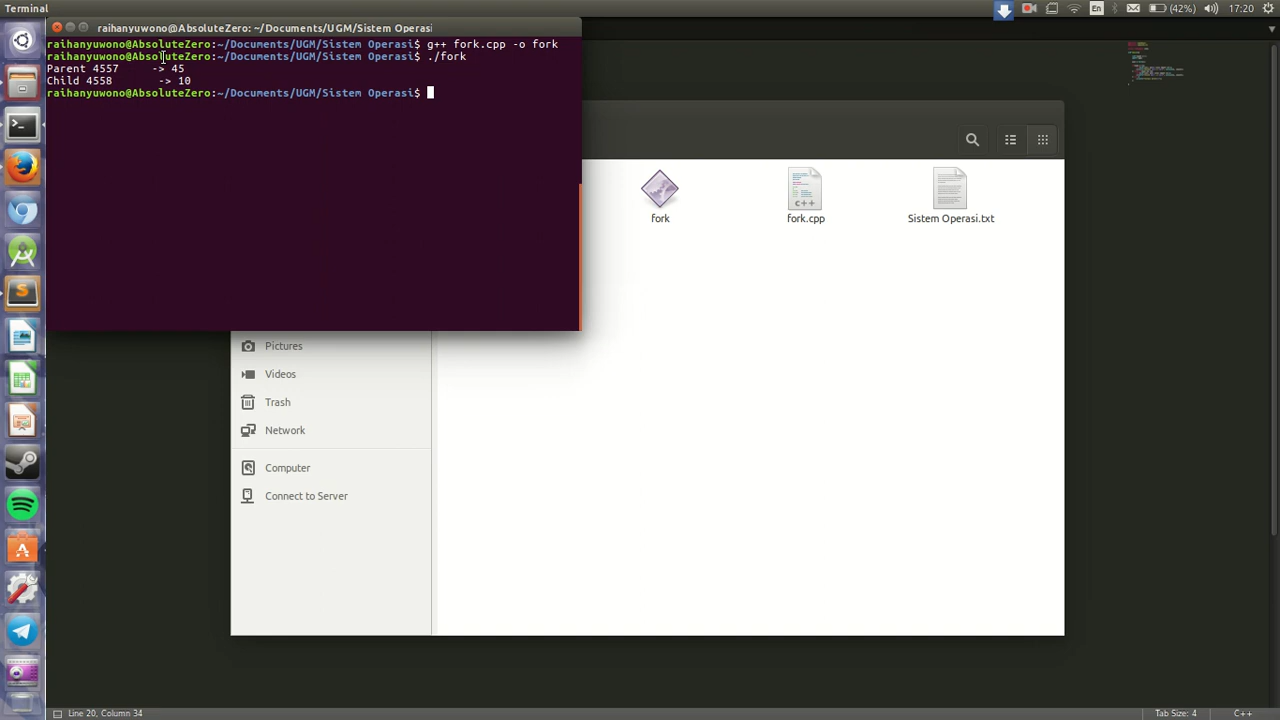 Terminal
En
(42%)
17:20
raihanyuwono@AbsoluteZero: ~/Documents/UGM/Sistem Operasi
raihanyuwono@AbsoluteZero:~/Documents/UGM/Sistem Operasi$ g++ fork.cpp -o fork
raihanyuwono@AbsoluteZero:~/Documents/UGM/Sistem Operasi$ ./fork
Parent 4557 -> 45
Child 4558 -> 10
raihanyuwono@AbsoluteZero:~/Documents/UGM/Sistem Operasi$
C++
fork
fork.cpp
Sistem Operasi.txt
Pictures
Videos
Trash
Network
Computer
Connect to Server
Line 20, Column 34
Tab Size: 4
C++